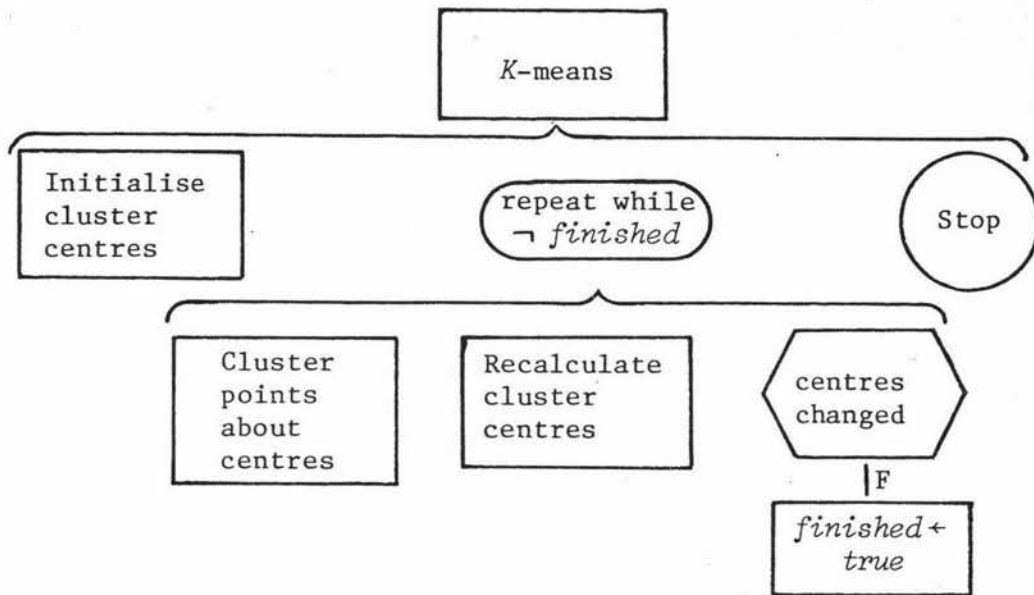 K-means
Initialise
cluster
centres
repeat while
¬ finished
Stop
Cluster
points
about
centres
Recalculate
cluster
centres
centres
changed
F
finished ←
true